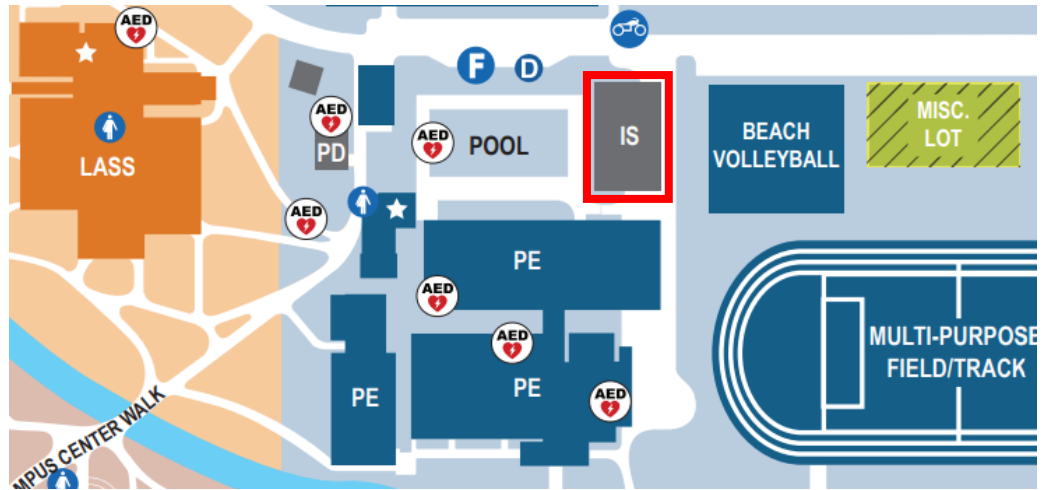 AED
F
D
AED
PD
AED
POOL
IS
BEACH
VOLLEYBALL
MISC.
LOT
LASS
AED
PE
AED
AED
PE
AED
PE
MULTI-PURPOSE
FIELD/TRACK
MPUS CENTER WALK